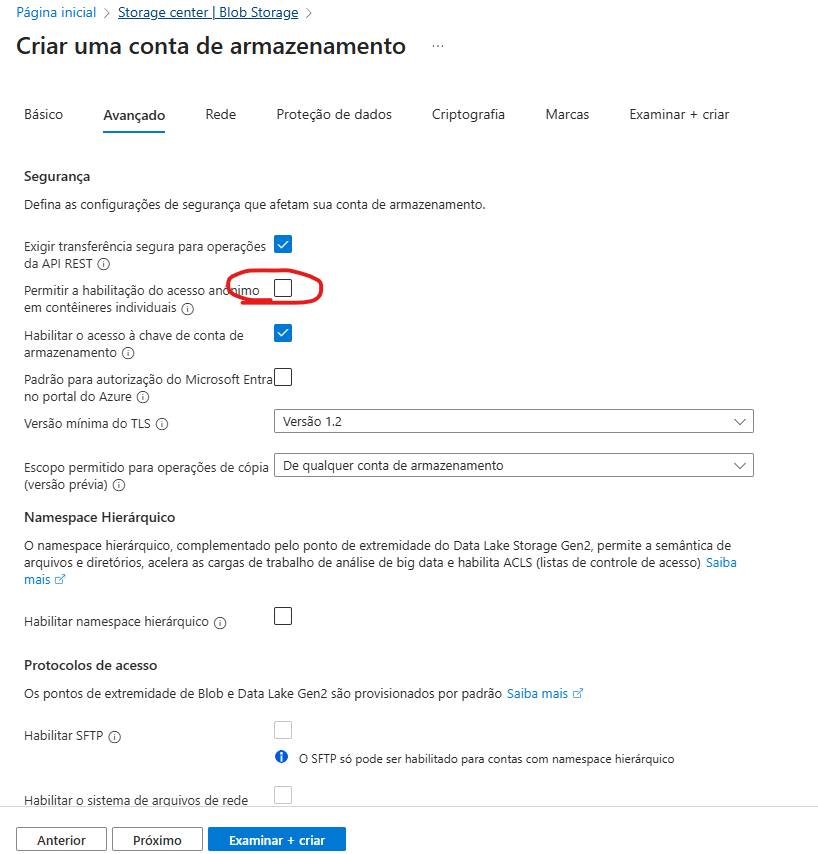 Página inicial > Storage center | Blob Storage >
Criar uma conta de armazenamento ...
Básico Avançado Rede Proteção de dados Criptografia Marcas Examinar + criar
Segurança
Defina as configurações de segurança que afetam sua conta de armazenamento.
Exigir transferência segura para operações
da API REST
Permitir a habilitação do acesso anônimo
em contêineres individuais
Habilitar o acesso à chave de conta de
armazenamento
Padrão para autorização do Microsoft Entra
no portal do Azure
Versão mínima do TLS
Versão 1.2
Escopo permitido para operações de cópia
(versão prévia)
De qualquer conta de armazenamento
Namespace Hierárquico
O namespace hierárquico, complementado pelo ponto de extremidade do Data Lake Storage Gen2, permite a semântica de
arquivos e diretórios, acelera as cargas de trabalho de análise de big data e habilita ACLS (listas de controle de acesso) Saiba
mais
Habilitar namespace hierárquico
Protocolos de acesso
Os pontos de extremidade de Blob e Data Lake Gen2 são provisionados por padrão Saiba mais
Habilitar SFTP
O SFTP só pode ser habilitado para contas com namespace hierárquico
Habilitar o sistema de arquivos de rede
Anterior Próximo Examinar + criar